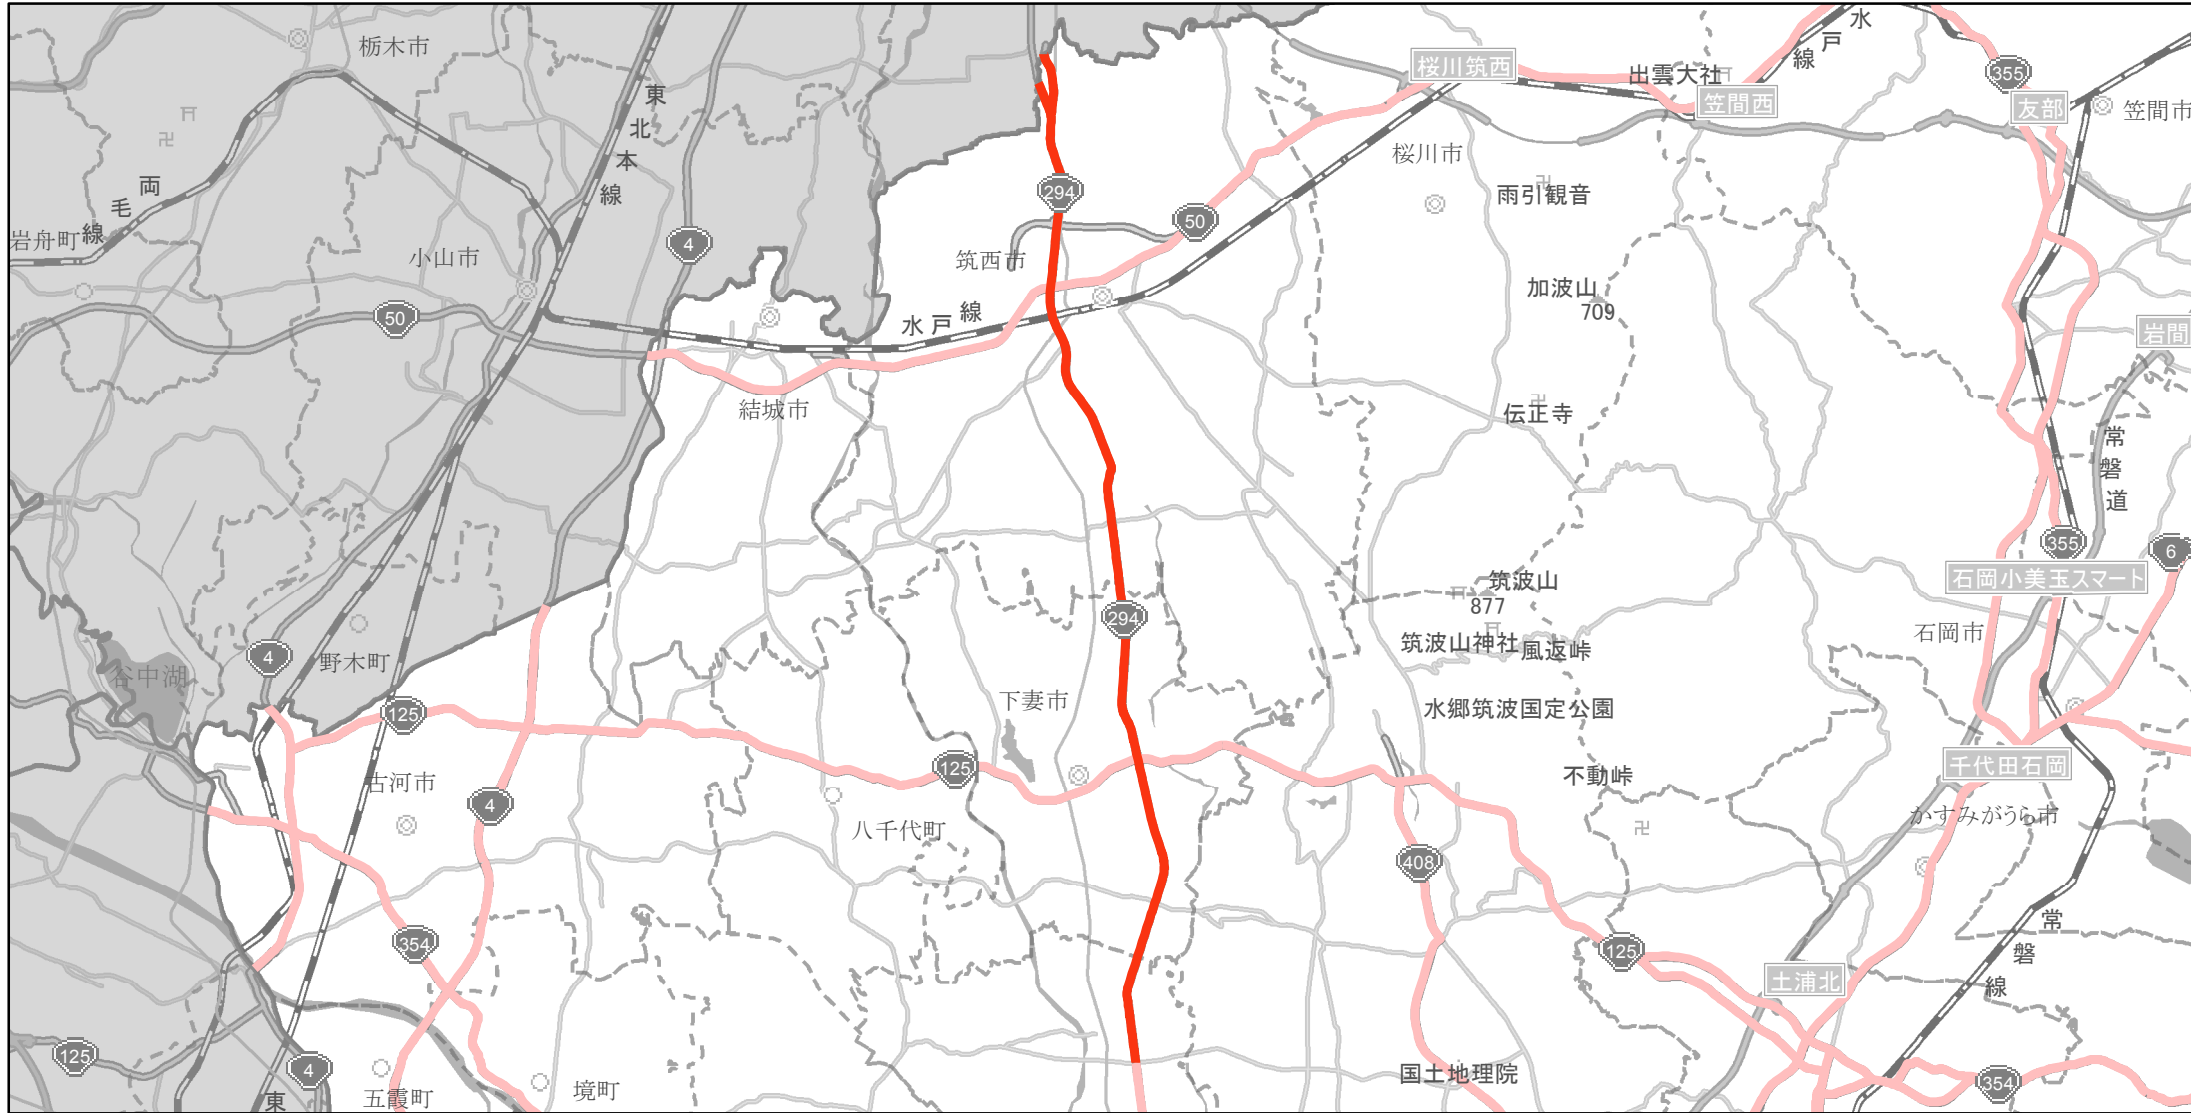 栃木市
東北本線
水戸線
355
出雲大社
桜川筑西
笠間西
友部
笠間市
桜川市
両毛線
岩舟町
小山市
4
294
50
筑西市
雨引観音
加波山
709
50
水戸線
岩間
結城市
伝正寺
常磐道
355
6
石岡小美玉スマート
筑波山
877
294
筑波山神社
風返峠
石岡市
4
野木町
谷中湖
125
下妻市
水郷筑波国定公園
125
千代田石岡
不動峠
古河市
4
八千代町
かすみがうら市
408
354
125
常磐線
土浦北
125
4
国土地理院
354
東
五霞町
境町